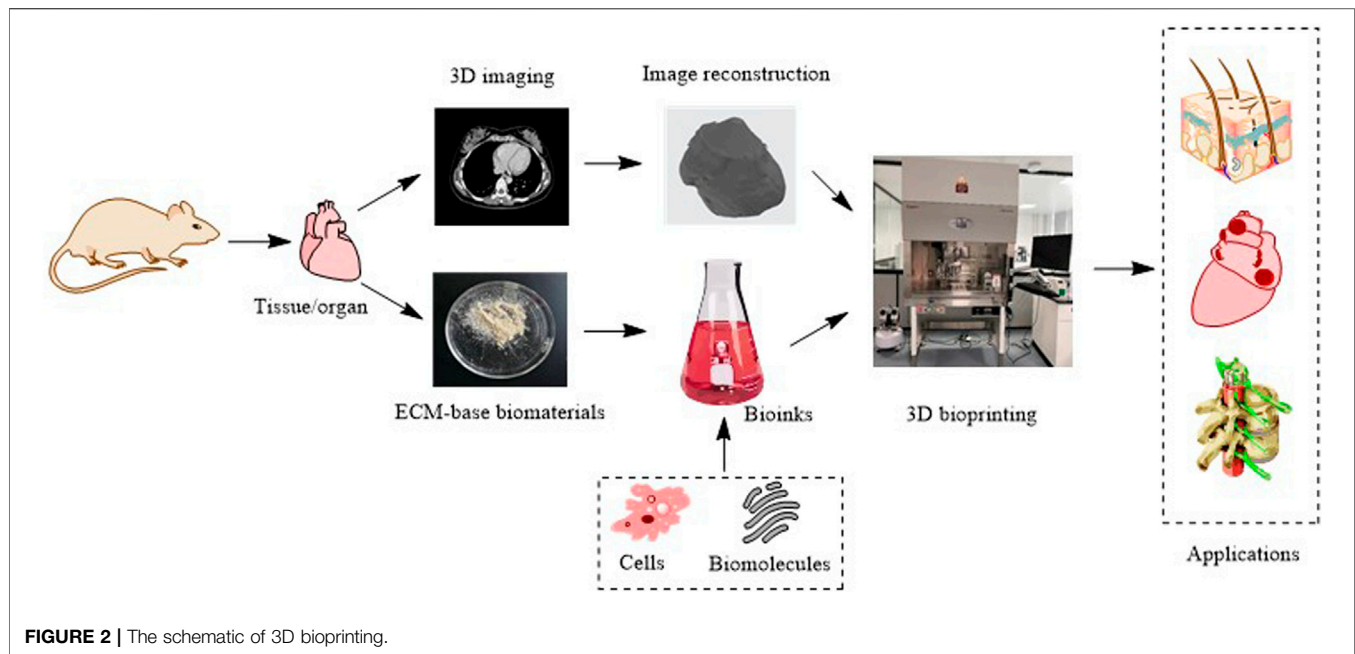 3D imaging
Image reconstruction
Tissue/organ
ECM-base biomaterials
Bioinks
3D bioprinting
Cells
Biomolecules
Applications
FIGURE 2 | The schematic of 3D bioprinting.